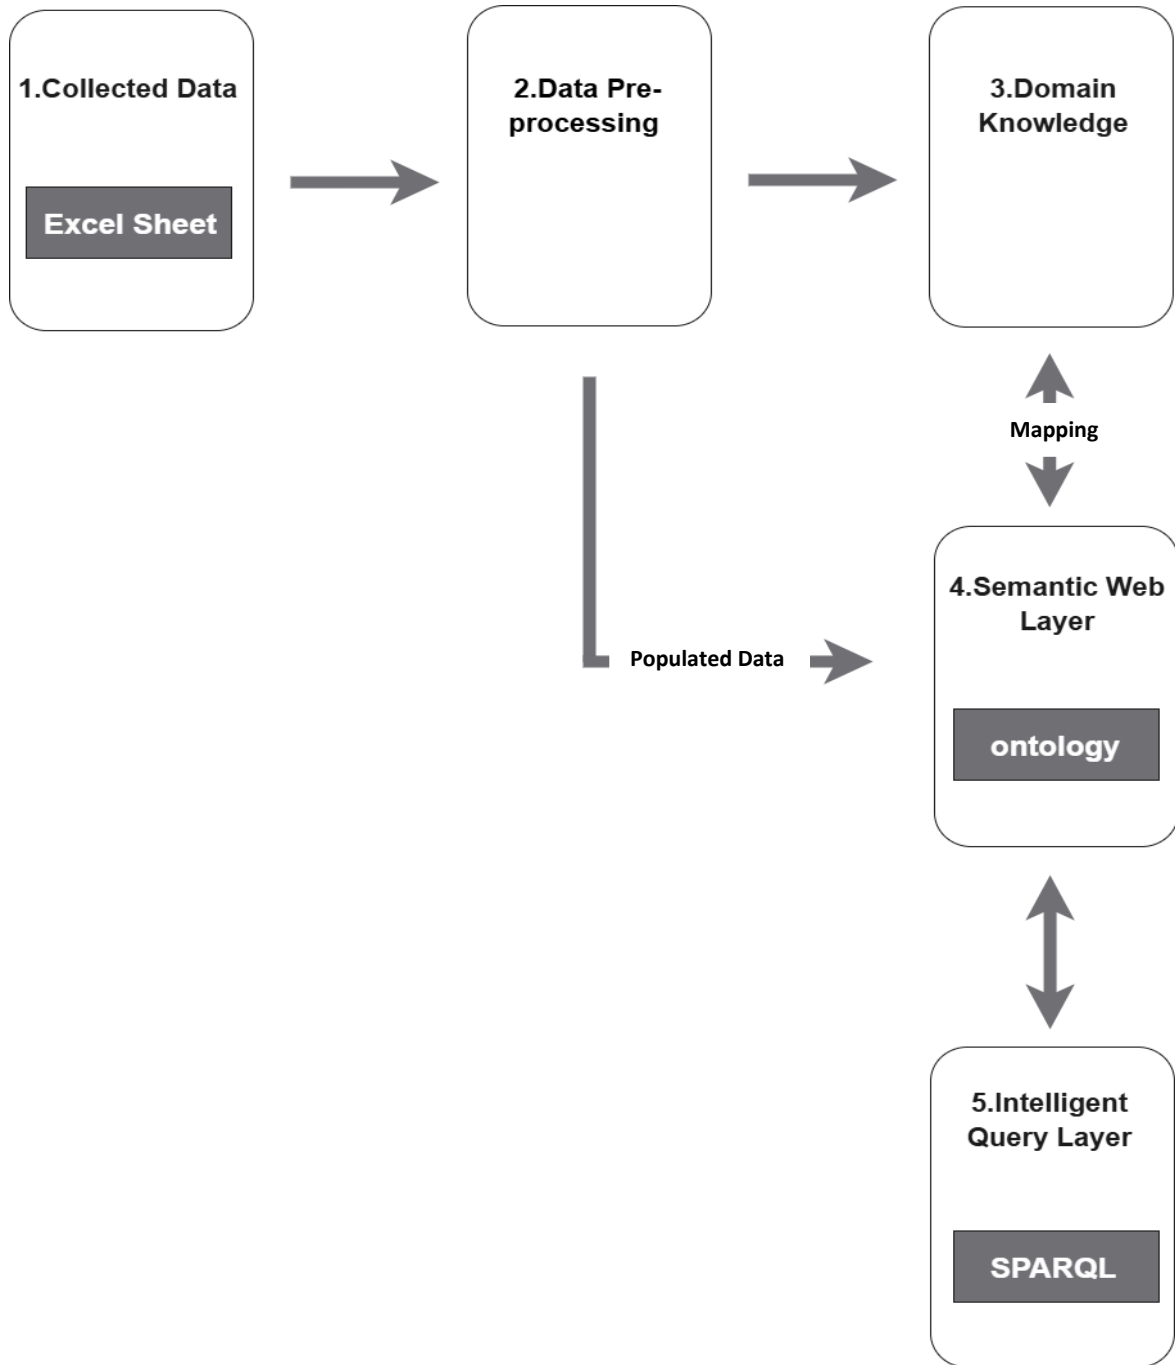 1.Collected Data
Excel Sheet
2.Data Pre-
processing
3.Domain
Knowledge
Mapping
4.Semantic Web
Layer
Populated Data
ontology
5.Intelligent
Query Layer
SPARQL